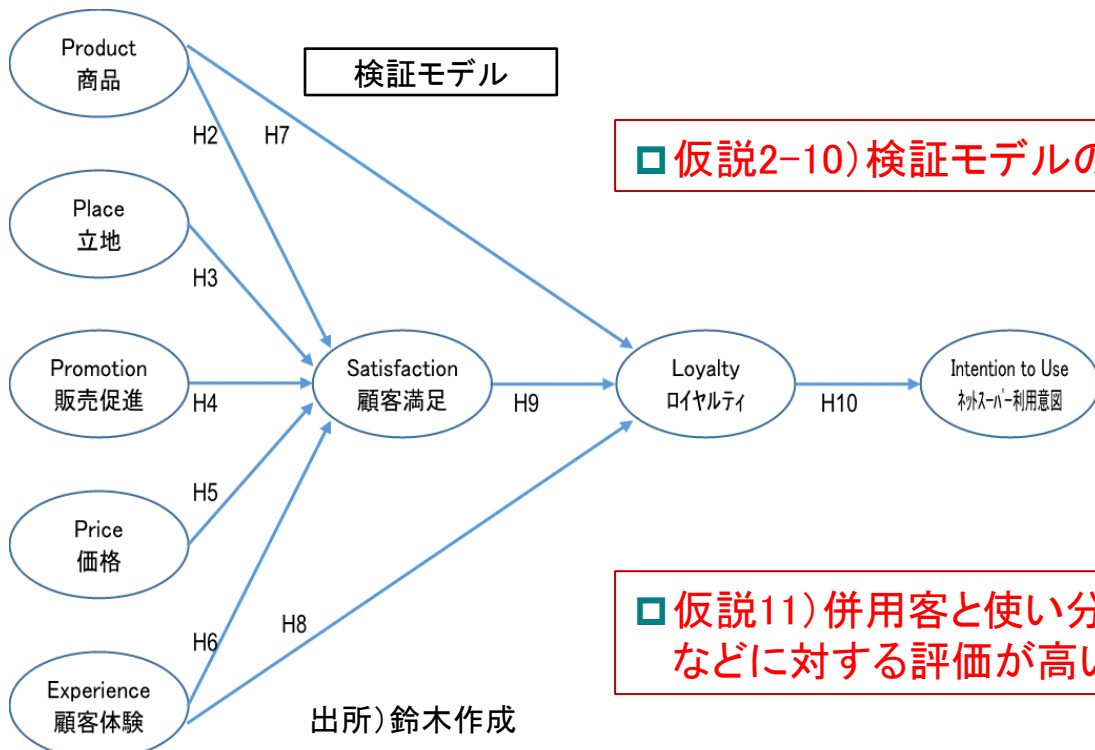 Product
商品
検証モデル
H2
H7
□仮説2-10)検証モデルの
Place
立地
H3
Promotion
販売促進
H4
Satisfaction
顧客満足
H9
Loyalty
ロイヤルティ
H10
Intention to Use
ネットスーパー利用意図
H5
Price
価格
□仮説11)併用客と使い分
などに対する評価が高い
H6
H8
Experience
顧客体験
出所)鈴木作成